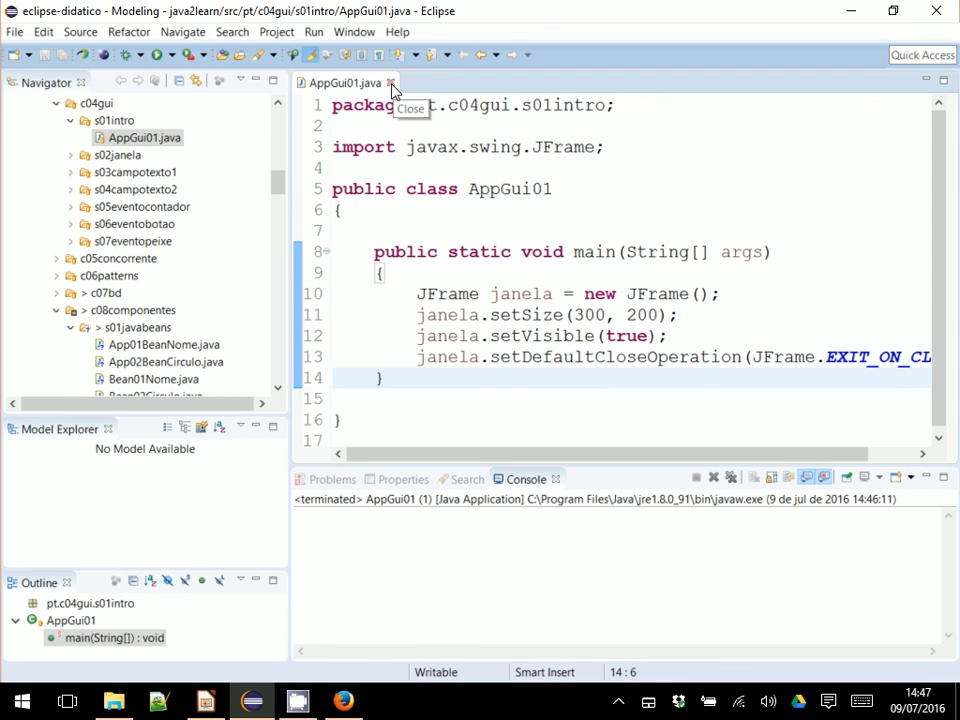 eclipse-didatico - Modeling - java2learn/src/pt/c04gui/s01intro/AppGui01.java - Eclipse
File Edit Source Refactor Navigate Search Project Run Window Help
Quick Access
Navigator
c04gui
s01intro
AppGui01.java
s02janela
s03campotexto1
s04campotexto2
s05eventocontador
s06eventobotao
s07eventopeixe
c05concorrente
c06patterns
> c07bd
> c08componentes
> s01javabeans
App01BeanNome.java
App02BeanCirculo.java
Bean01Nome.java
Bean02Circulo.java
Model Explorer
No Model Available
Outline
pt.c04gui.s01intro
AppGui01
main(String[]) : void
AppGui01.java
Close
1 packag t.c04gui.s01intro;
2
3 import javax.swing.JFrame;
4
5 public class AppGui01
6 {
7
8 public static void main(String[] args)
9 {
10 JFrame janela = new JFrame();
11 janela.setSize(300, 200);
12 janela.setVisible(true);
13 janela.setDefaultCloseOperation(JFrame.EXIT_ON_CL
14 }
15
16 }
17
Problems Properties Search Console
<terminated> AppGui01 (1) [Java Application] C:\Program Files\Java\jre1.8.0_91\bin\javaw.exe (9 de jul de 2016 14:46:11)
Writable Smart Insert 14 : 6
14:47
09/07/2016